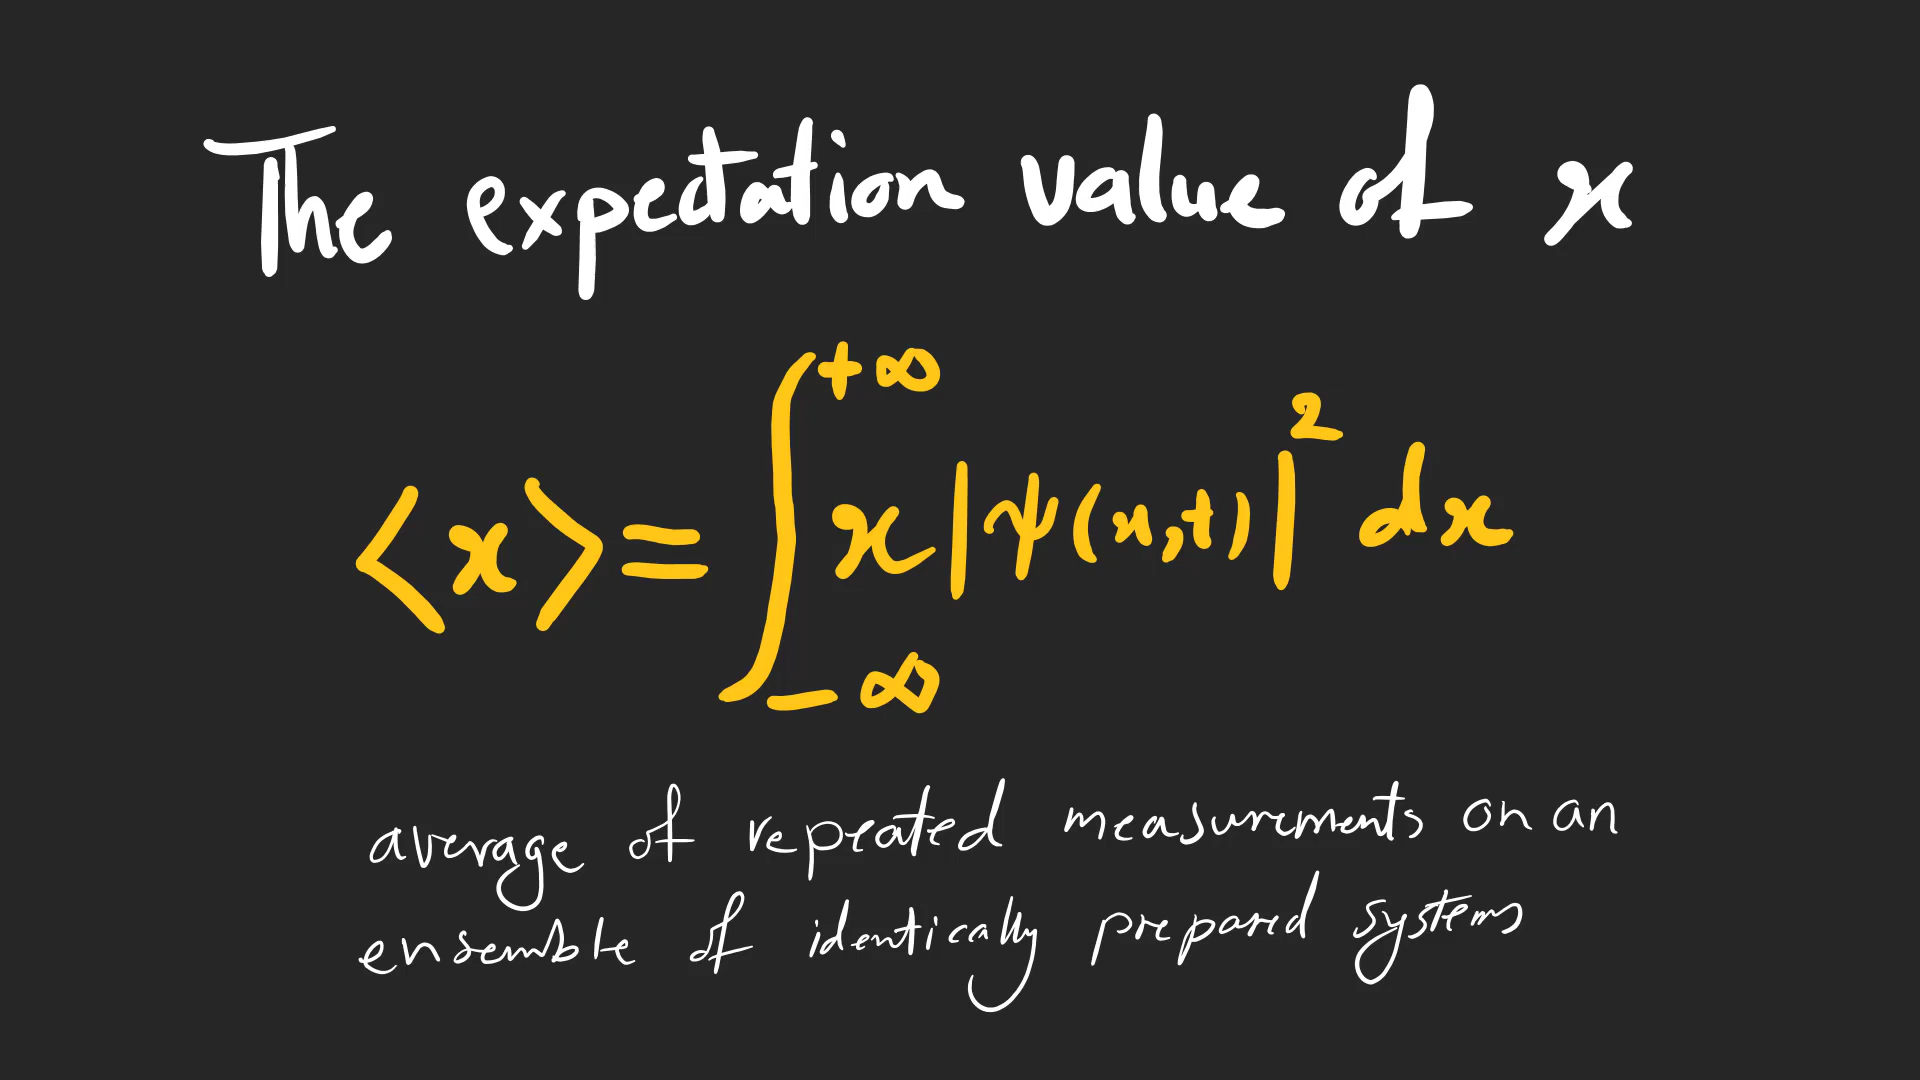 The expectation value of x
<x> = ∫_{-∞}^{+∞} x |ψ(x,t)|² dx
average of repeated measurements on an
ensemble of identically prepared systems